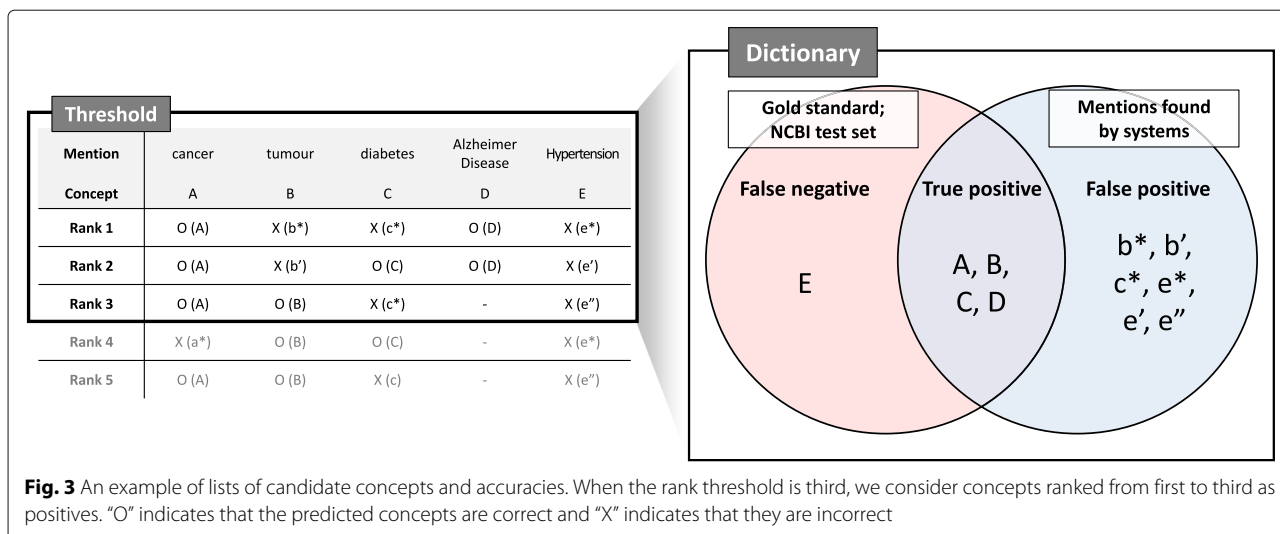 Dictionary
Threshold
Mention cancer tumour diabetes Alzheimer Disease Hypertension
Concept A B C D E
Rank 1 O (A) X (b*) X (c*) O (D) X (e*)
Rank 2 O (A) X (b’) O (C) O (D) X (e’)
Rank 3 O (A) O (B) X (c*) - X (e’’)
Rank 4 X (a*) O (B) O (C) - X (e*)
Rank 5 O (A) O (B) X (c) - X (e’’)
Gold standard;
NCBI test set
Mentions found
by systems
False negative
True positive
False positive
E
A, B,
C, D
b*, b’,
c*, e*,
e’, e’’
Fig. 3 An example of lists of candidate concepts and accuracies. When the rank threshold is third, we consider concepts ranked from first to third as
positives. “O” indicates that the predicted concepts are correct and “X” indicates that they are incorrect